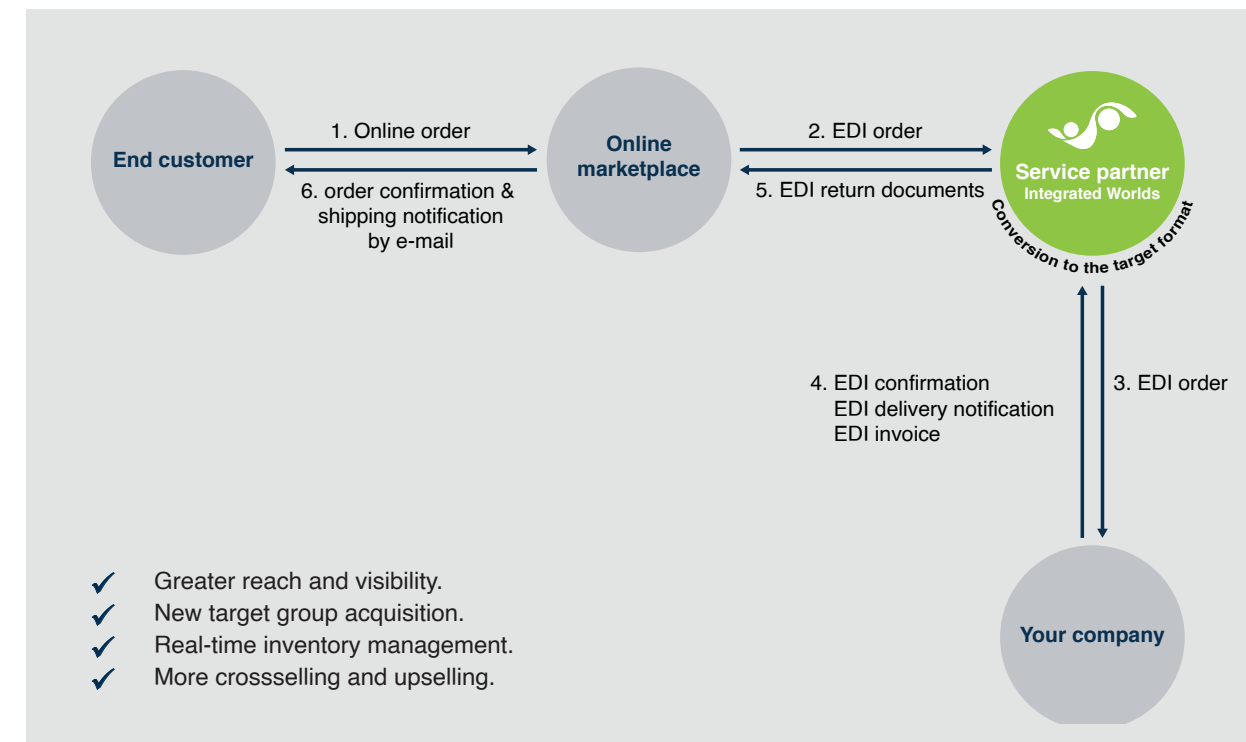 End customer
1. Online order
6. order confirmation &
shipping notification
by e-mail
Online
marketplace
2. EDI order
5. EDI return documents
Service partner
Integrated Worlds
Conversion to the target format
4. EDI confirmation
EDI delivery notification
EDI invoice
3. EDI order
Your company
✓ Greater reach and visibility.
✓ New target group acquisition.
✓ Real-time inventory management.
✓ More crossselling and upselling.